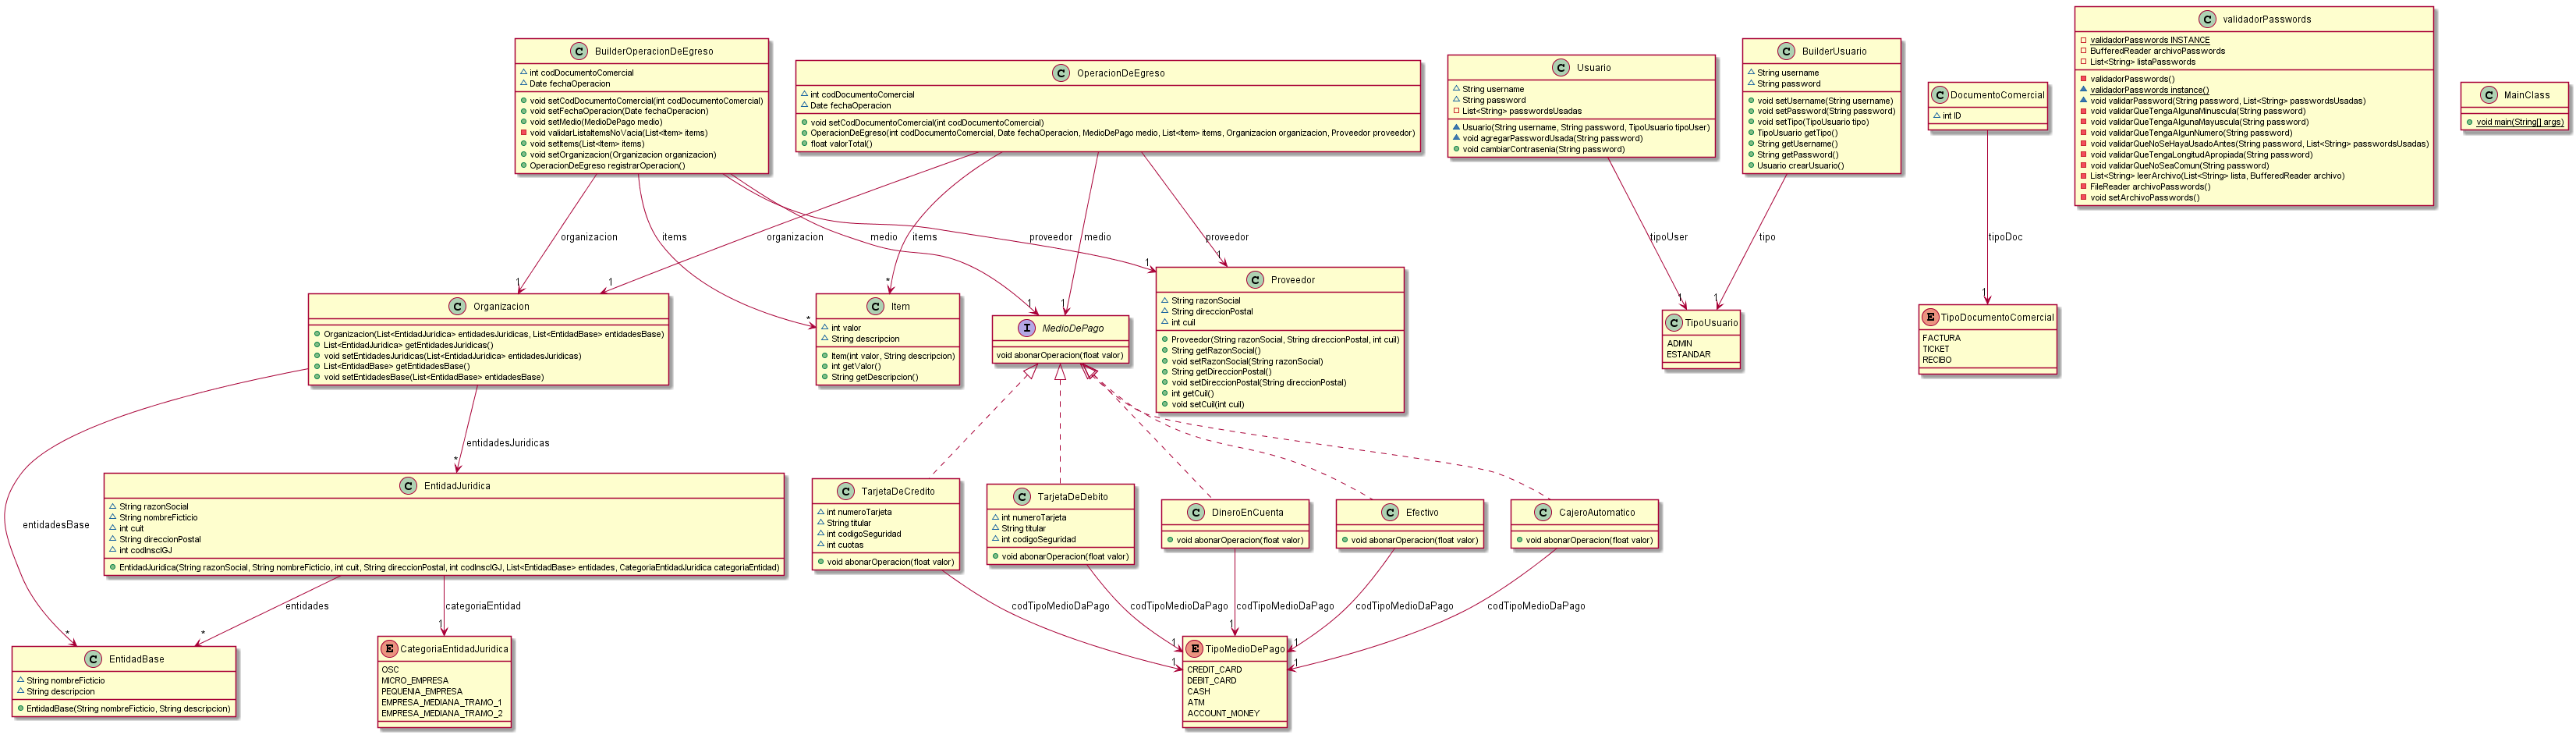 BuilderOperacionDeEgreso
int codDocumentoComercial
Date fechaOperacion
void setCodDocumentoComercial(int codDocumentoComercial)
void setFechaOperacion(Date fechaOperacion)
void setMedio(MedioDePago medio)
void validarListaItemsNoVacia(List<Item> items)
void setItems(List<Item> items)
void setOrganizacion(Organizacion organizacion)
OperacionDeEgreso registrarOperacion()
OperacionDeEgreso
int codDocumentoComercial
Date fechaOperacion
void setCodDocumentoComercial(int codDocumentoComercial)
OperacionDeEgreso(int codDocumentoComercial, Date fechaOperacion, MedioDePago medio, List<Item> items, Organizacion organizacion, Proveedor proveedor)
float valorTotal()
Usuario
String username
String password
List<String> passwordsUsadas
Usuario(String username, String password, TipoUsuario tipoUser)
void agregarPasswordUsada(String password)
void cambiarContrasenia(String password)
BuilderUsuario
String username
String password
void setUsername(String username)
void setPassword(String password)
void setTipo(TipoUsuario tipo)
TipoUsuario getTipo()
String getUsername()
String getPassword()
Usuario crearUsuario()
DocumentoComercial
int ID
validadorPasswords
validadorPasswords INSTANCE
BufferedReader archivoPasswords
List<String> listaPasswords
validadorPasswords()
validadorPasswords instance()
void validarPassword(String password, List<String> passwordsUsadas)
void validarQueTengaAlgunaMinuscula(String password)
void validarQueTengaAlgunaMayuscula(String password)
void validarQueTengaAlgunNumero(String password)
void validarQueNoSeHayaUsadoAntes(String password, List<String> passwordsUsadas)
void validarQueTengaLongitudApropiada(String password)
void validarQueNoSeaComun(String password)
List<String> leerArchivo(List<String> lista, BufferedReader archivo)
FileReader archivoPasswords()
void setArchivoPasswords()
MainClass
void main(String[] args)
organizacion
items
organizacion
medio
items
proveedor
medio
proveedor
tipoUser
tipo
tipoDoc
1
*
1
*
1
1
1
1
1
1
1
Organizacion
Organizacion(List<EntidadJuridica> entidadesJuridicas, List<EntidadBase> entidadesBase)
List<EntidadJuridica> getEntidadesJuridicas()
void setEntidadesJuridicas(List<EntidadJuridica> entidadesJuridicas)
List<EntidadBase> getEntidadesBase()
void setEntidadesBase(List<EntidadBase> entidadesBase)
Item
int valor
String descripcion
Item(int valor, String descripcion)
int getValor()
String getDescripcion()
MedioDePago
void abonarOperacion(float valor)
Proveedor
String razonSocial
String direccionPostal
int cuil
Proveedor(String razonSocial, String direccionPostal, int cuil)
String getRazonSocial()
void setRazonSocial(String razonSocial)
String getDireccionPostal()
void setDireccionPostal(String direccionPostal)
int getCuil()
void setCuil(int cuil)
TipoUsuario
ADMIN
ESTANDAR
TipoDocumentoComercial
FACTURA
TICKET
RECIBO
entidadesBase
entidadesJuridicas
*
EntidadJuridica
String razonSocial
String nombreFicticio
int cuit
String direccionPostal
int codInscIGJ
EntidadJuridica(String razonSocial, String nombreFicticio, int cuit, String direccionPostal, int codInscIGJ, List<EntidadBase> entidades, CategoriaEntidadJuridica categoriaEntidad)
TarjetaDeCredito
int numeroTarjeta
String titular
int codigoSeguridad
int cuotas
void abonarOperacion(float valor)
TarjetaDeDebito
int numeroTarjeta
String titular
int codigoSeguridad
void abonarOperacion(float valor)
DineroEnCuenta
void abonarOperacion(float valor)
Efectivo
void abonarOperacion(float valor)
CajeroAutomatico
void abonarOperacion(float valor)
entidades
categoriaEntidad
codTipoMedioDaPago
codTipoMedioDaPago
codTipoMedioDaPago
codTipoMedioDaPago
codTipoMedioDaPago
*
*
1
1
1
1
1
1
EntidadBase
String nombreFicticio
String descripcion
EntidadBase(String nombreFicticio, String descripcion)
CategoriaEntidadJuridica
OSC
MICRO_EMPRESA
PEQUENIA_EMPRESA
EMPRESA_MEDIANA_TRAMO_1
EMPRESA_MEDIANA_TRAMO_2
TipoMedioDePago
CREDIT_CARD
DEBIT_CARD
CASH
ATM
ACCOUNT_MONEY